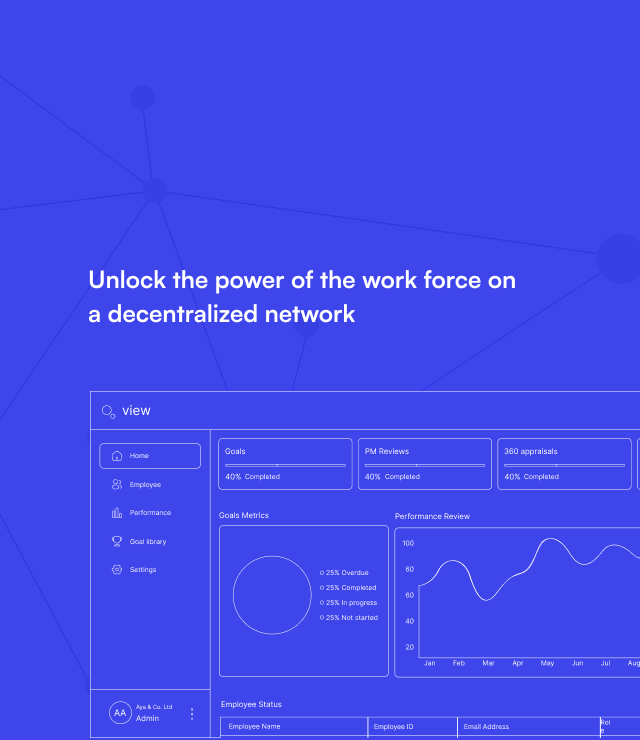 Unlock the power of the work force on
a decentralized network
view
Home
Employee
Performance
Goal library
Settings
AA
Aya & Co. Ltd
Admin
Goals
40% Completed
PM Reviews
40% Completed
360 appraisals
40% Completed
Goals Metrics
25% Overdue
25% Completed
25% In progress
25% Not started
Performance Review
100
60
60
40
20
Jan Feb Mar Apr May Jun Jul Aug
Employee Status
Employee Name Employee ID Email Address Rol
e